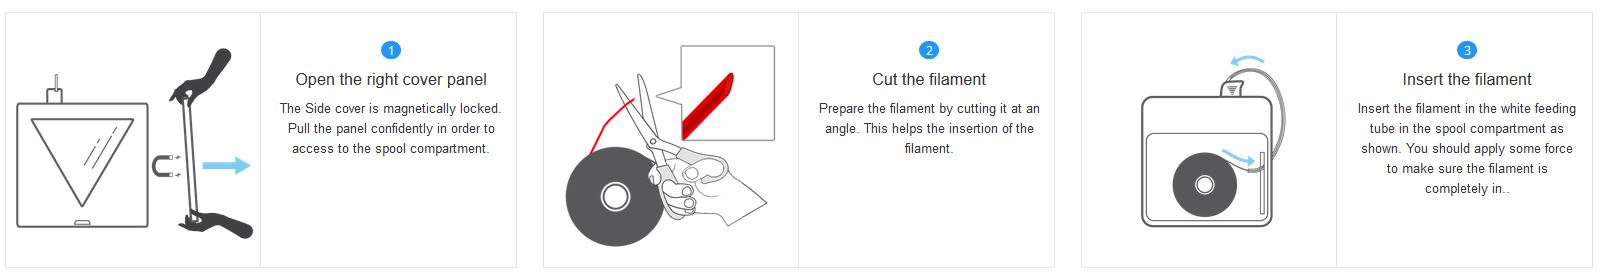 1
Open the right cover panel
The Side cover is magnetically locked.
Pull the panel confidently in order to
access to the spool compartment.
2
Cut the filament
Prepare the filament by cutting it at an
angle. This helps the insertion of the
filament.
3
Insert the filament
Insert the filament in the white feeding
tube in the spool compartment as
shown. You should apply some force
to make sure the filament is
completely in..